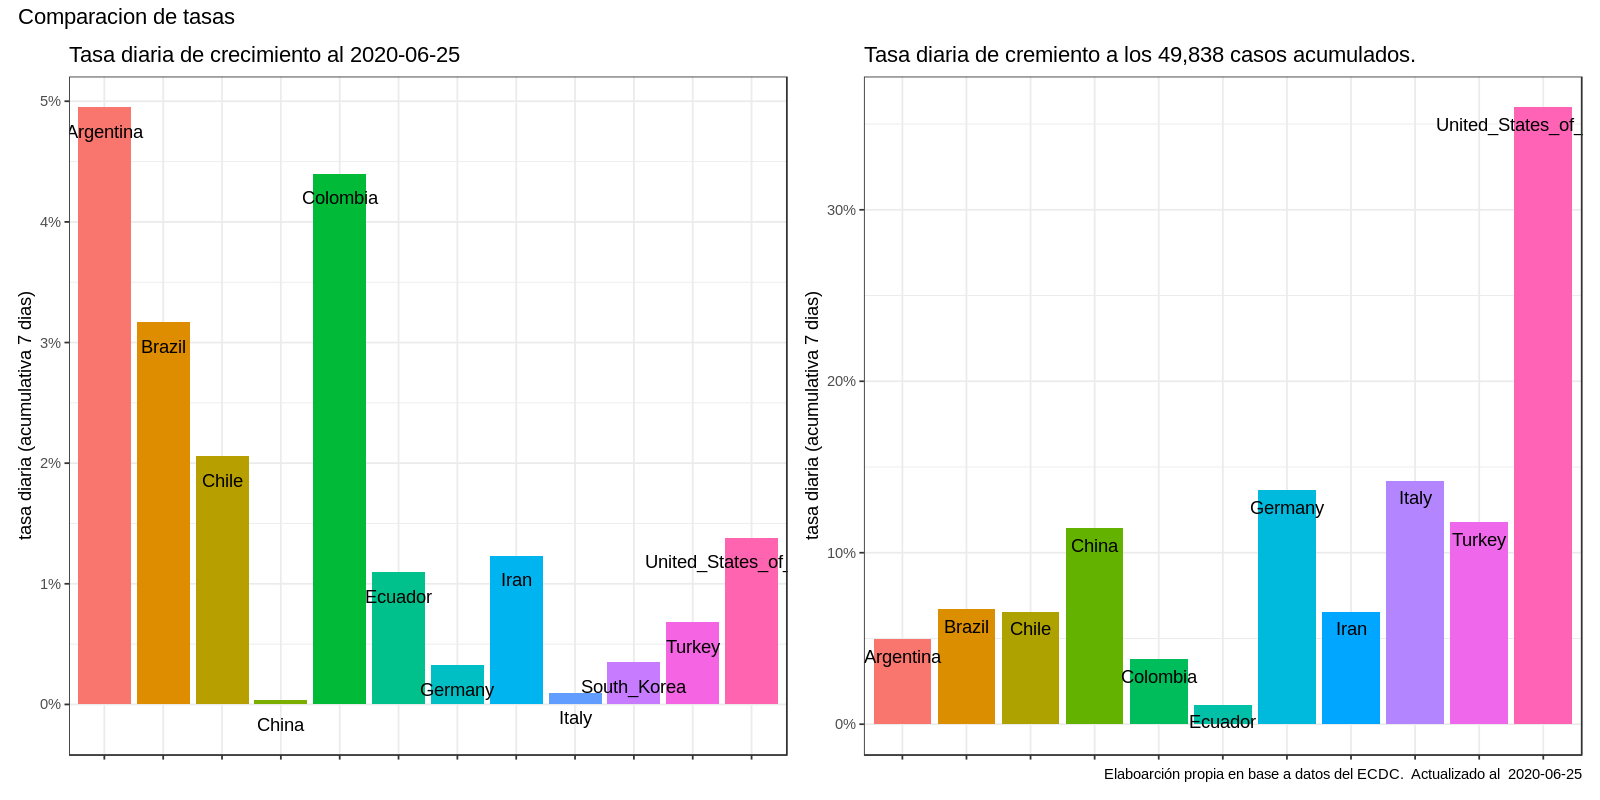 Comparacion de tasas
Tasa diaria de crecimiento al 2020-06-25
tasa diaria (acumulativa 7 dias)
5%
4%
3%
2%
1%
0%
Argentina
Brazil
Chile
China
Colombia
Ecuador
Germany
Iran
Italy
South_Korea
Turkey
United_States_of_
Tasa diaria de cremiento a los 49,838 casos acumulados.
tasa diaria (acumulativa 7 dias)
30%
20%
10%
0%
Argentina
Brazil
Chile
China
Colombia
Ecuador
Germany
Iran
Italy
Turkey
United_States_of_
Elaboarción propia en base a datos del ECDC.  Actualizado al  2020-06-25